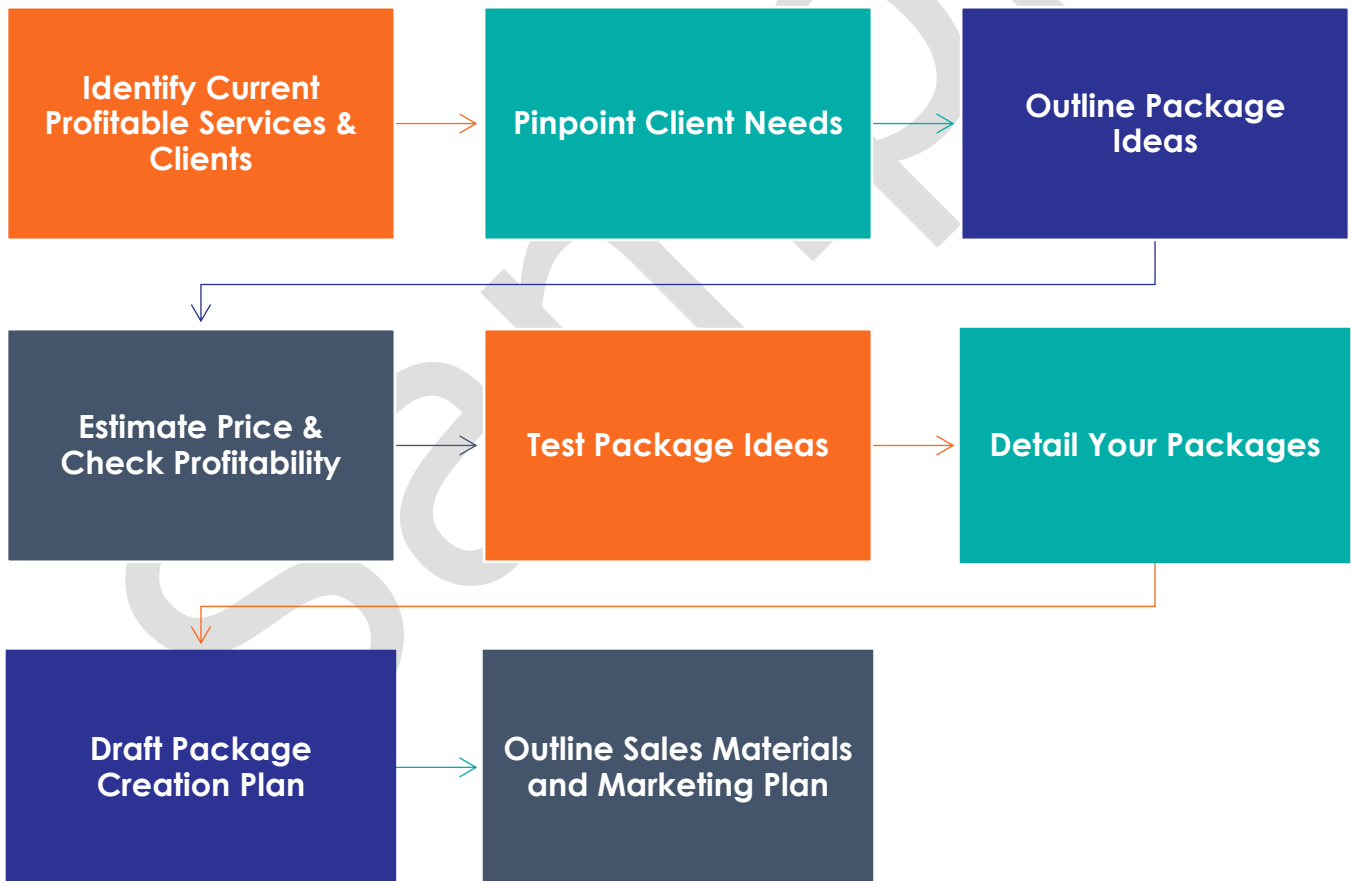 Identify Current
Profitable Services &
Clients
Pinpoint Client Needs
Outline Package
Ideas
Estimate Price &
Check Profitability
Test Package Ideas
Detail Your Packages
Draft Package
Creation Plan
Outline Sales Materials
and Marketing Plan